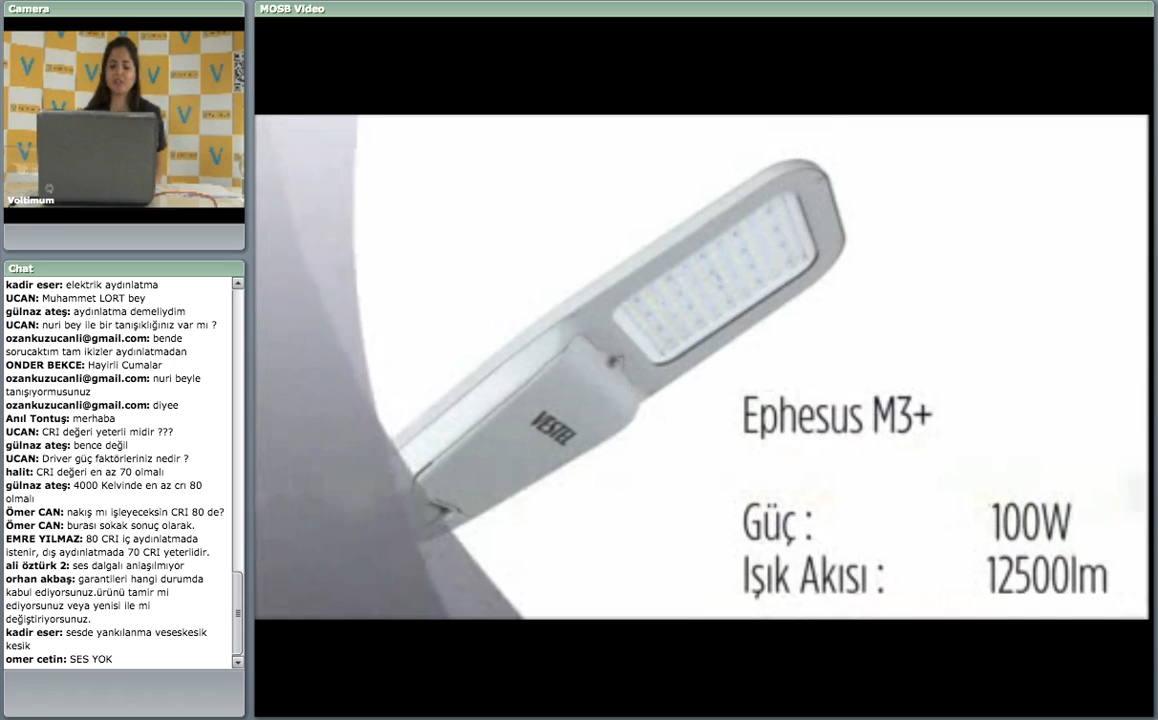 Camera
Voltimum
Chat
kadir eser: elektrik aydınlatma
UCAN: Muhammet LORT bey
gülnaz ateş: aydınlatma demeliydim
UCAN: nuri bey ile bir tanışıklığınız var mı ?
ozankuzucanli@gmail.com: bende
sorucaktım tam ikizler aydınlatmadan
ONDER BEKCE: Hayirli Cumalar
ozankuzucanli@gmail.com: nuri beyle
tanışıyormusunuz
ozankuzucanli@gmail.com: diyee
Anıl Tontuş: merhaba
UCAN: CRI değeri yeterli midir ???
gülnaz ateş: bence değil
UCAN: Driver güç faktörleriniz nedir ?
halit: CRI değeri en az 70 olmalı
gülnaz ateş: 4000 Kelvinde en az crı 80
olmalı
Ömer CAN: nakış mı işleyeceksin CRI 80 de?
Ömer CAN: burası sokak sonuç olarak.
EMRE YILMAZ: 80 CRI iç aydınlatmada
istenir, dış aydınlatmada 70 CRI yeterlidir.
ali öztürk 2: ses dalgalı anlaşılmıyor
orhan akbaş: garantileri hangi durumda
kabul ediyorsunuz.ürünü tamir mi
ediyorsunuz veya yenisi ile mi
değiştiriyorsunuz.
kadir eser: sesde yankılanma veseskesik
kesik
omer cetin: SES YOK
MOSB Video
VESTEL
Ephesus M3+
Güç : 100W
Işık Akısı : 12500lm